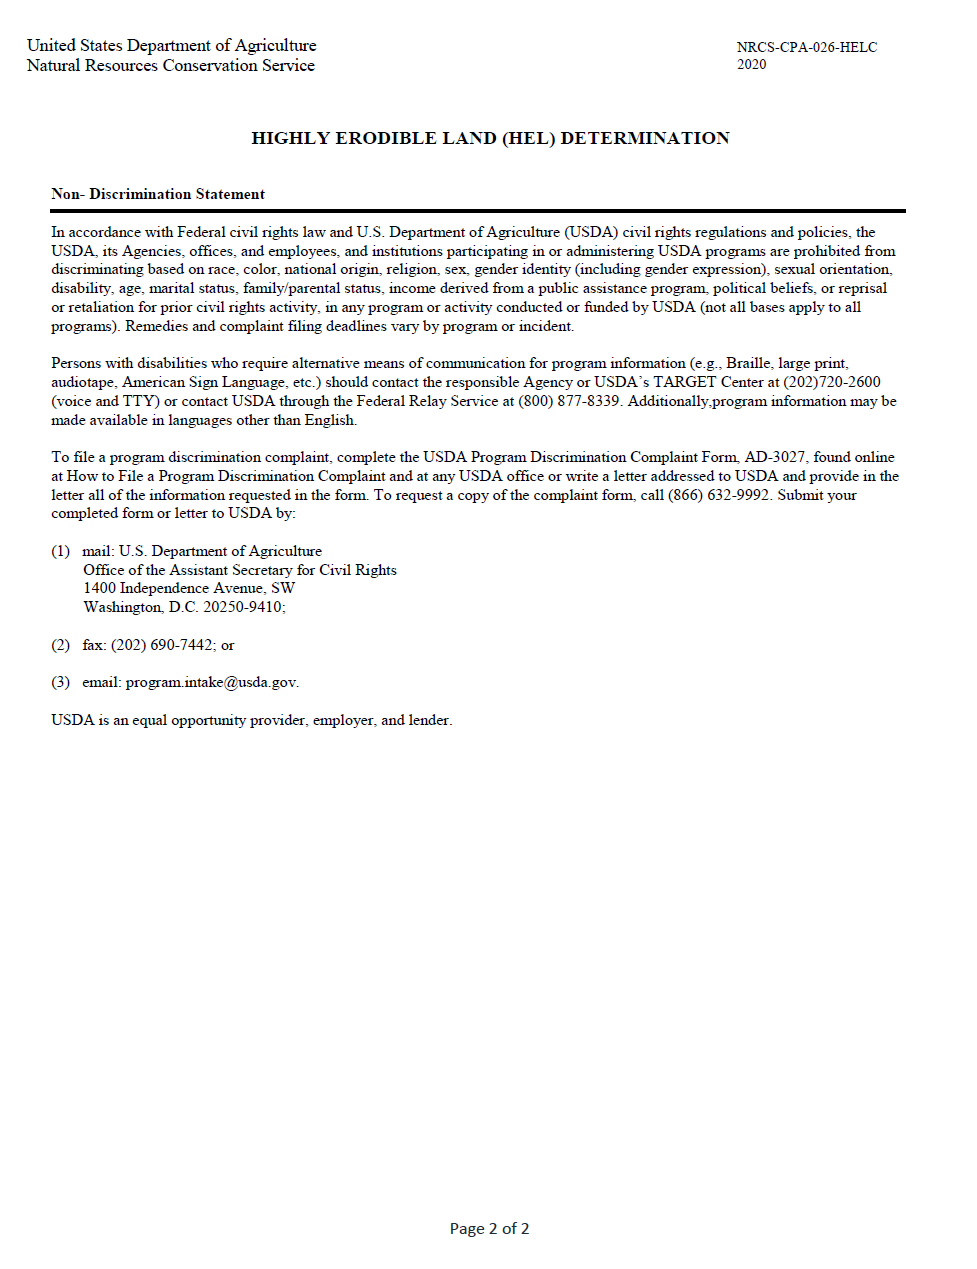 United States Department of Agriculture
Natural Resources Conservation Service
NRCS-CPA-026-HELC
2020
HIGHLY ERODIBLE LAND (HEL) DETERMINATION
Non- Discrimination Statement
In accordance with Federal civil rights law and U.S. Department of Agriculture (USDA) civil rights regulations and policies, the
USDA, its Agencies, offices, and employees, and institutions participating in or administering USDA programs are prohibited from
discriminating based on race, color, national origin, religion, sex, gender identity (including gender expression), sexual orientation,
disability, age, marital status, family/parental status, income derived from a public assistance program, political beliefs, or reprisal
or retaliation for prior civil rights activity, in any program or activity conducted or funded by USDA (not all bases apply to all
programs). Remedies and complaint filing deadlines vary by program or incident.
Persons with disabilities who require alternative means of communication for program information (e.g., Braille, large print,
audiotape, American Sign Language, etc.) should contact the responsible Agency or USDA's TARGET Center at (202)720-2600
(voice and TTY) or contact USDA through the Federal Relay Service at (800) 877-8339. Additionally,program information may be
made available in languages other than English.
To file a program discrimination complaint, complete the USDA Program Discrimination Complaint Form, AD-3027, found online
at How to File a Program Discrimination Complaint and at any USDA office or write a letter addressed to USDA and provide in the
letter all of the information requested in the form. To request a copy of the complaint form, call (866) 632-9992. Submit your
completed form or letter to USDA by:
(1) mail: U.S. Department of Agriculture
Office of the Assistant Secretary for Civil Rights
1400 Independence Avenue, SW
Washington, D.C. 20250-9410;
(2) fax: (202) 690-7442; or
(3) email: program.intake@usda.gov.
USDA is an equal opportunity provider, employer, and lender.
Page 2 of 2